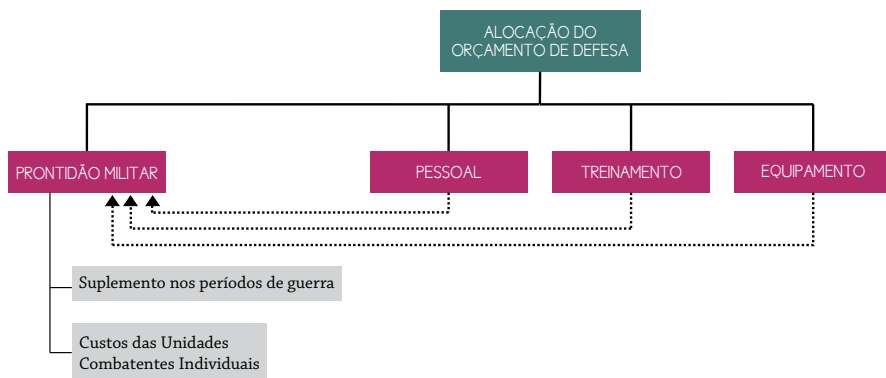 ALOCAÇÃO DO
ORÇAMENTO DE DEFESA
PRONTIDÃO MILITAR
PESSOAL
TREINAMENTO
EQUIPAMENTO
Suplemento nos períodos de guerra
Custos das Unidades
Combatentes Individuais